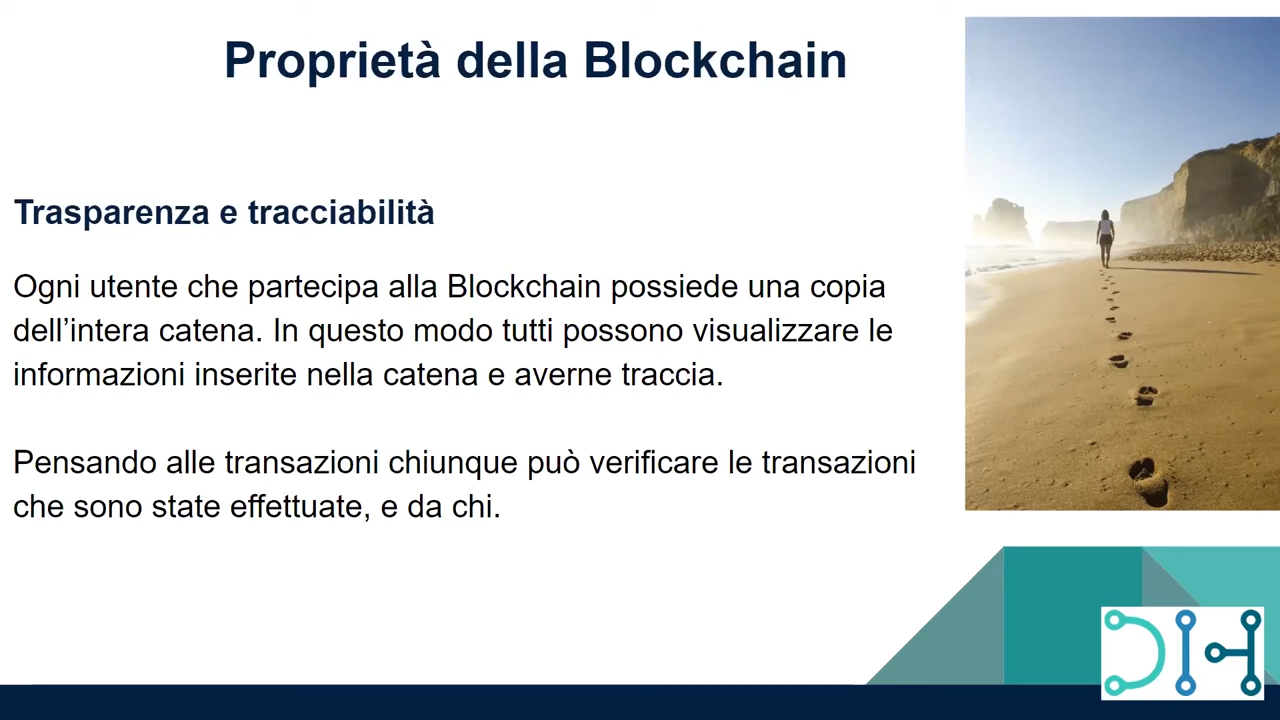 Proprietà della Blockchain
Trasparenza e tracciabilità
Ogni utente che partecipa alla Blockchain possiede una copia
dell’intera catena. In questo modo tutti possono visualizzare le
informazioni inserite nella catena e averne traccia.
Pensando alle transazioni chiunque può verificare le transazioni
che sono state effettuate, e da chi.
DIH